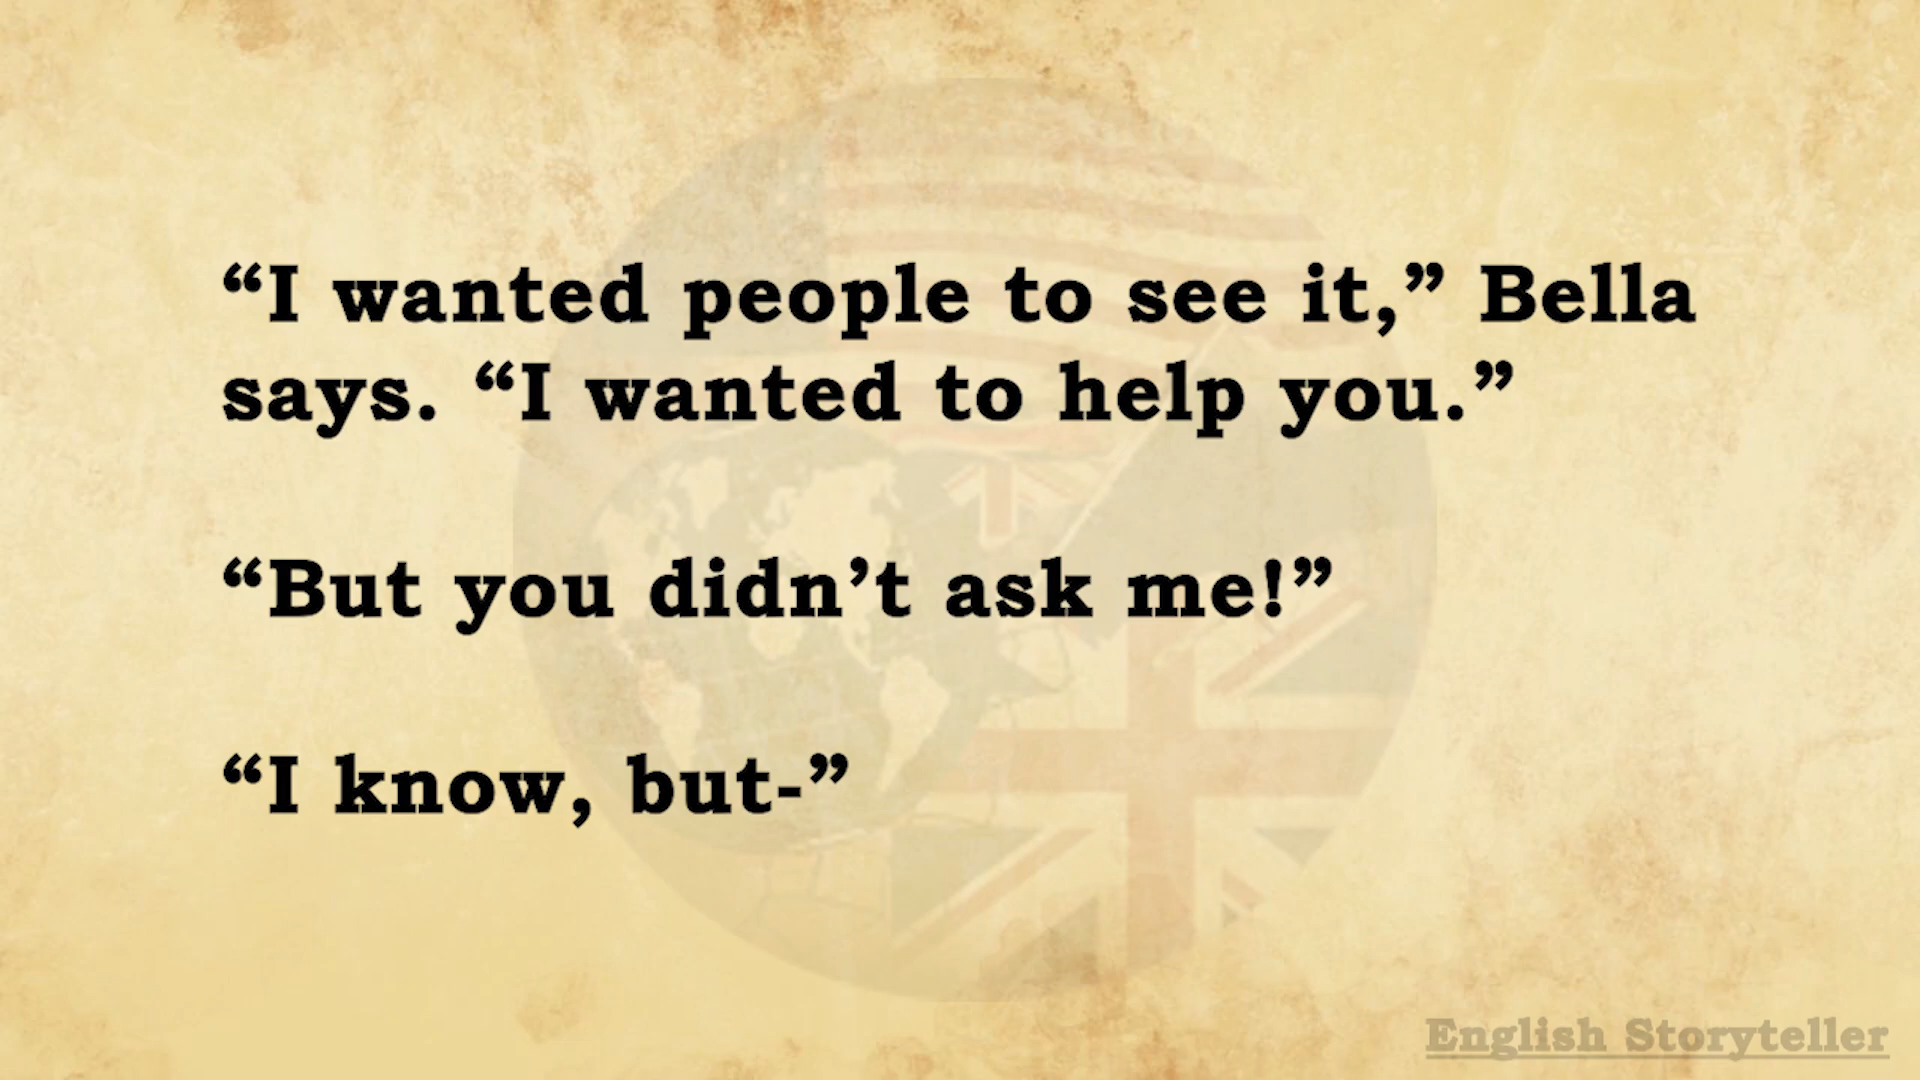 “I wanted people to see it,” Bella
says. “I wanted to help you.”
“But you didn’t ask me!”
“I know, but-”
English Storyteller